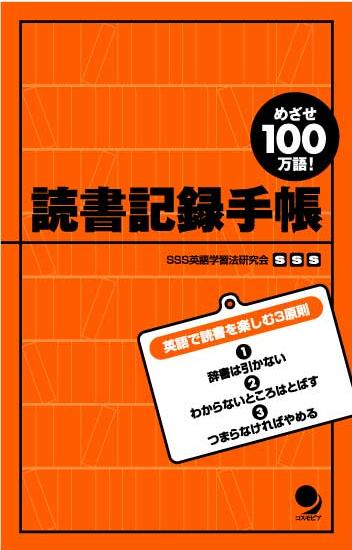 めざせ
100
万語!
読書記録手帳
SSS英語学習法研究会 SSS
英語で読書を楽しむ3原則
1
辞書は引かない
2
わからないところはとばす
3
つまらなければやめる
コスモピア